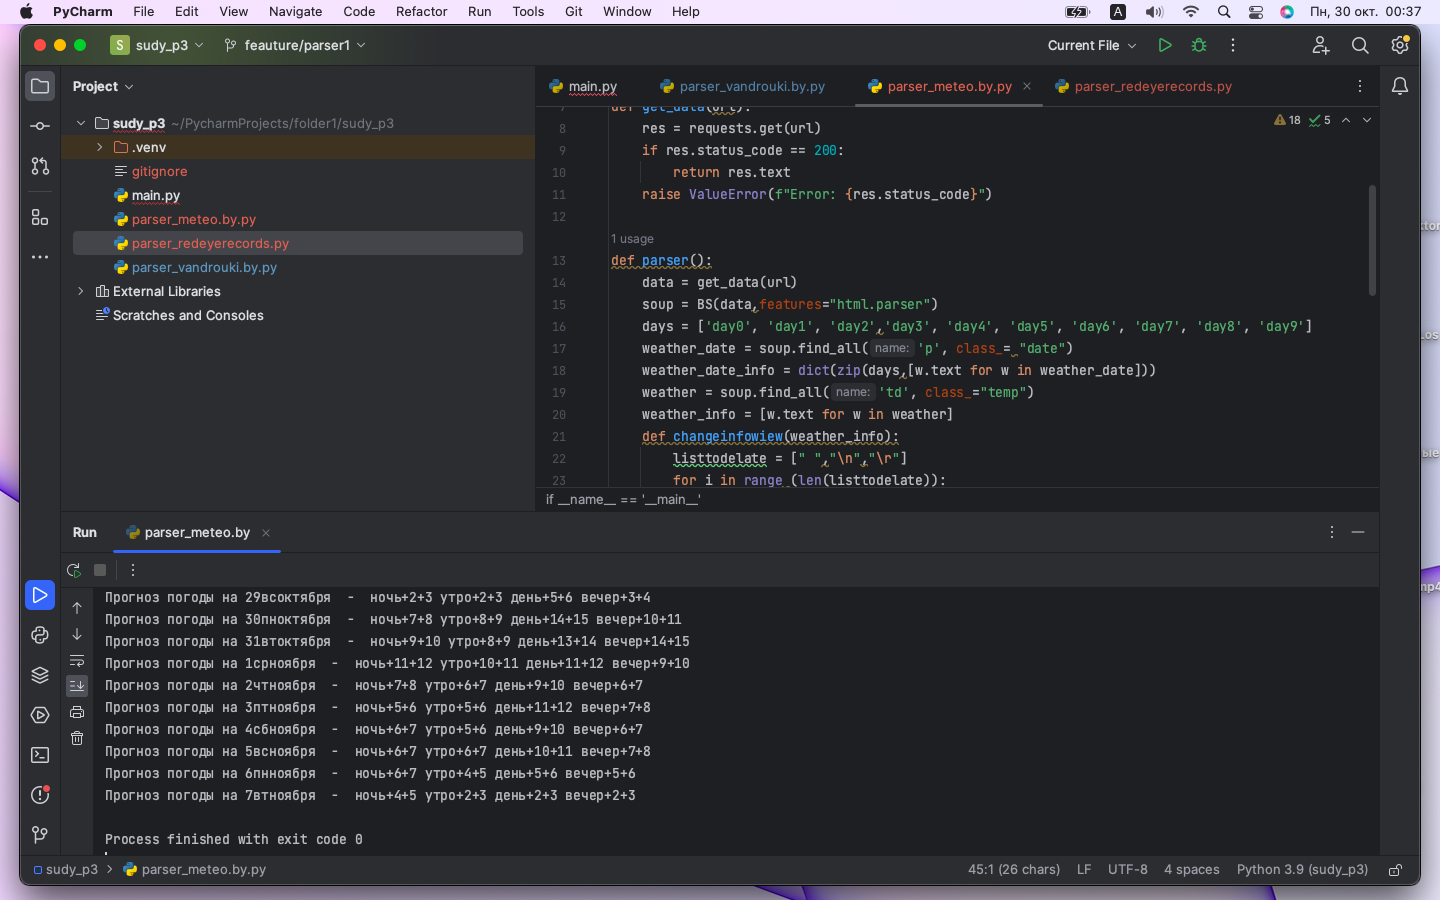 PyCharm File Edit View Navigate Code Refactor Run Tools Git Window Help A Пн, 30 окт. 00:37
S sudy_p3 feauture/parser1 Current File
Project
sudy_p3 ~/PycharmProjects/folder1/sudy_p3
.venv
gitignore
main.py
parser_meteo.by.py
parser_redeyerecords.py
parser_vandrouki.by.py
External Libraries
Scratches and Consoles
main.py parser_vandrouki.by.py parser_meteo.by.py parser_redeyerecords.py
18 5
7 def get_data(url):
8 res = requests.get(url)
9 if res.status_code == 200:
10 return res.text
11 raise ValueError(f"Error: {res.status_code}")
12
1 usage
13 def parser():
14 data = get_data(url)
15 soup = BS(data,features="html.parser")
16 days = ['day0', 'day1', 'day2','day3', 'day4', 'day5', 'day6', 'day7', 'day8', 'day9']
17 weather_date = soup.find_all( name: 'p', class_= "date")
18 weather_date_info = dict(zip(days,[w.text for w in weather_date]))
19 weather = soup.find_all( name: 'td', class_="temp")
20 weather_info = [w.text for w in weather]
21 def changeinfowiew(weather_info):
22 listtodelate = [" ","\n","\r"]
23 for i in range (len(listtodelate)):
if __name__ == '__main__'
Run parser_meteo.by
Прогноз погоды на 29всоктября - ночь+2+3 утро+2+3 день+5+6 вечер+3+4
Прогноз погоды на 30пноктября - ночь+7+8 утро+8+9 день+14+15 вечер+10+11
Прогноз погоды на 31втоктября - ночь+9+10 утро+8+9 день+13+14 вечер+14+15
Прогноз погоды на 1срноября - ночь+11+12 утро+10+11 день+11+12 вечер+9+10
Прогноз погоды на 2чтноября - ночь+7+8 утро+6+7 день+9+10 вечер+6+7
Прогноз погоды на 3птноября - ночь+5+6 утро+5+6 день+11+12 вечер+7+8
Прогноз погоды на 4сбноября - ночь+6+7 утро+5+6 день+9+10 вечер+6+7
Прогноз погоды на 5всноября - ночь+6+7 утро+6+7 день+10+11 вечер+7+8
Прогноз погоды на 6пнноября - ночь+6+7 утро+4+5 день+5+6 вечер+5+6
Прогноз погоды на 7втноября - ночь+4+5 утро+2+3 день+2+3 вечер+2+3
Process finished with exit code 0
sudy_p3 parser_meteo.by.py 45:1 (26 chars) LF UTF-8 4 spaces Python 3.9 (sudy_p3)